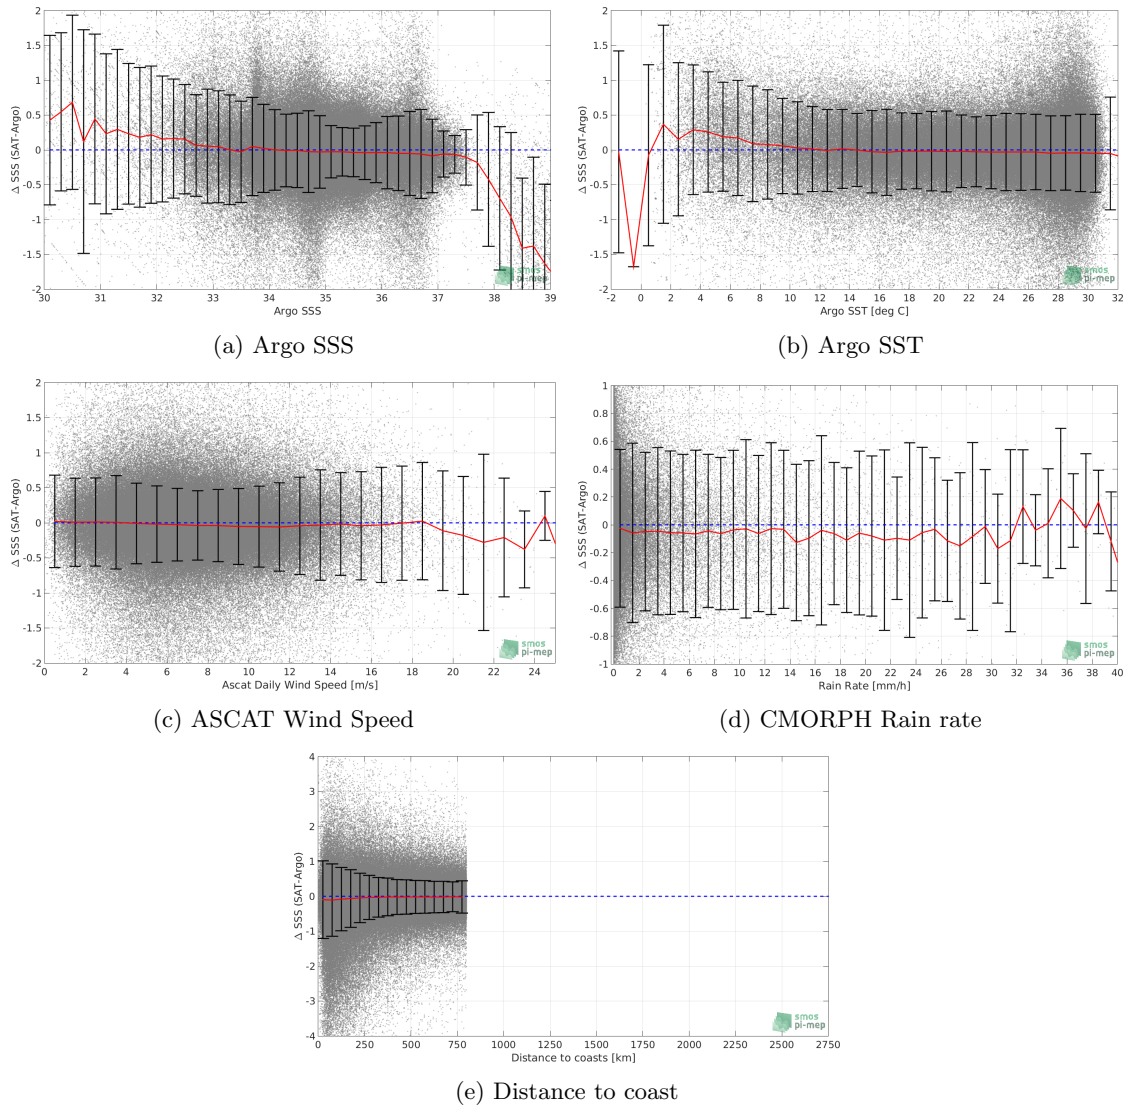 2
1.5
1
0.5
0
-0.5
-1
-1.5
-2
Δ SSS (SAT-Argo)
30 31 32 33 34 35 36 37 38 39
Argo SSS
smos
pi-mep
(a) Argo SSS
2
1.5
1
0.5
0
-0.5
-1
-1.5
-2
Δ SSS (SAT-Argo)
-2 0 2 4 6 8 10 12 14 16 18 20 22 24 26 28 30 32
Argo SST [deg C]
smos
pi-mep
(b) Argo SST
2
1.5
1
0.5
0
-0.5
-1
-1.5
-2
Δ SSS (SAT-Argo)
0 2 4 6 8 10 12 14 16 18 20 22 24
Ascat Daily Wind Speed [m/s]
smos
pi-mep
(c) ASCAT Wind Speed
1
0.8
0.6
0.4
0.2
0
-0.2
-0.4
-0.6
-0.8
-1
Δ SSS (SAT-Argo)
0 2 4 6 8 10 12 14 16 18 20 22 24 26 28 30 32 34 36 38 40
Rain Rate [mm/h]
smos
pi-mep
(d) CMORPH Rain rate
4
3
2
1
0
-1
-2
-3
-4
Δ SSS (SAT-Argo)
0 250 500 750 1000 1250 1500 1750 2000 2250 2500 2750
Distance to coasts [km]
smos
pi-mep
(e) Distance to coast